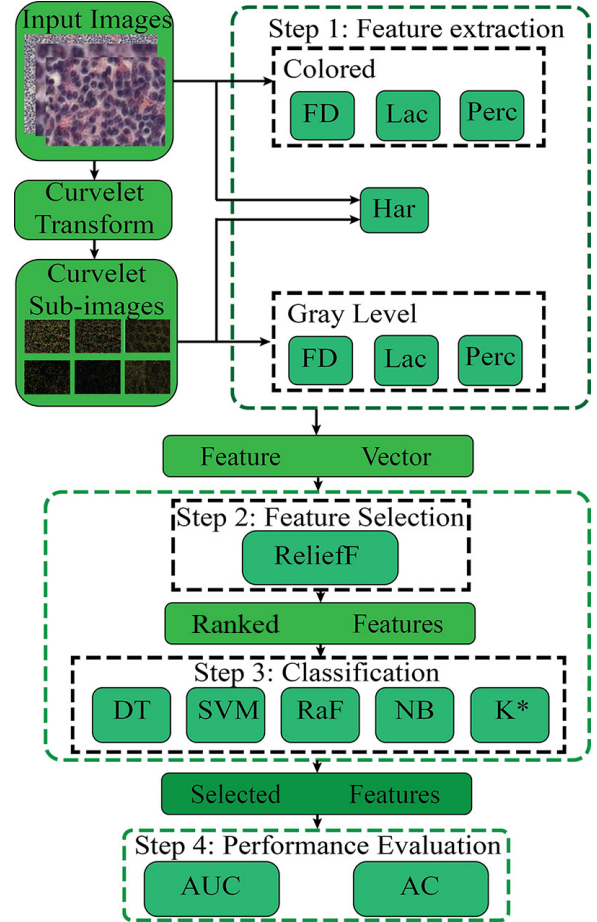 Input Images
Step 1: Feature extraction
Colored
FD Lac Perc
Curvelet
Transform
Har
Curvelet
Sub-images
Gray Level
FD Lac Perc
Feature Vector
Step 2: Feature Selection
ReliefF
Ranked Features
Step 3: Classification
DT SVM RaF NB K*
Selected Features
Step 4: Performance Evaluation
AUC AC